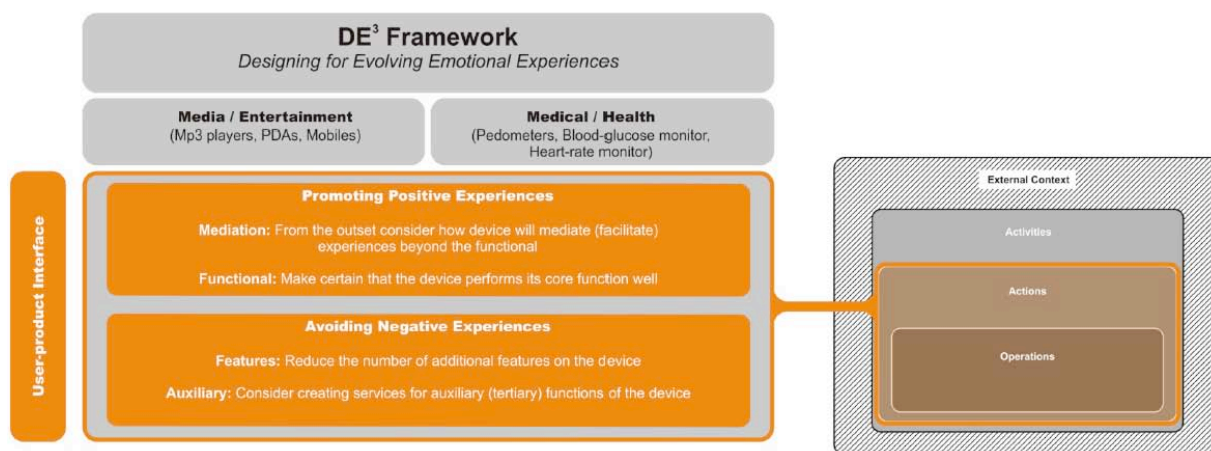 DE³ Framework
Designing for Evolving Emotional Experiences
Media / Entertainment
(Mp3 players, PDAs, Mobiles)
Medical / Health
(Pedometers, Blood-glucose monitor,
Heart-rate monitor)
User-product Interface
Promoting Positive Experiences
Mediation: From the outset consider how device will mediate (facilitate)
experiences beyond the functional
Functional: Make certain that the device performs its core function well
Avoiding Negative Experiences
Features: Reduce the number of additional features on the device
Auxiliary: Consider creating services for auxiliary (tertiary) functions of the device
External Context
Activities
Actions
Operations